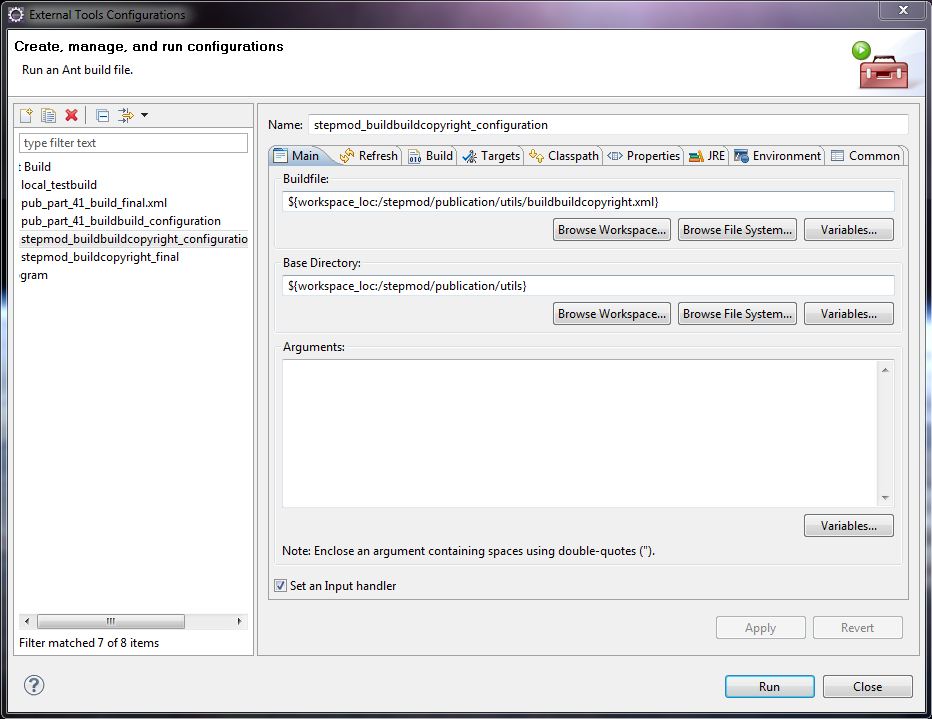 External Tools Configurations
Create, manage, and run configurations
Run an Ant build file.
type filter text
: Build
local_testbuild
pub_part_41_build_final.xml
pub_part_41_buildbuild_configuration
stepmod_buildbuildcopyright_configuratio
stepmod_buildcopyright_final
gram
Filter matched 7 of 8 items
Name: stepmod_buildbuildcopyright_configuration
Main Refresh Build Targets Classpath Properties JRE Environment Common
Buildfile:
${workspace_loc:/stepmod/publication/utils/buildbuildcopyright.xml}
Browse Workspace... Browse File System... Variables...
Base Directory:
${workspace_loc:/stepmod/publication/utils}
Browse Workspace... Browse File System... Variables...
Arguments:
Variables...
Note: Enclose an argument containing spaces using double-quotes (").
Set an Input handler
Apply Revert
Run Close